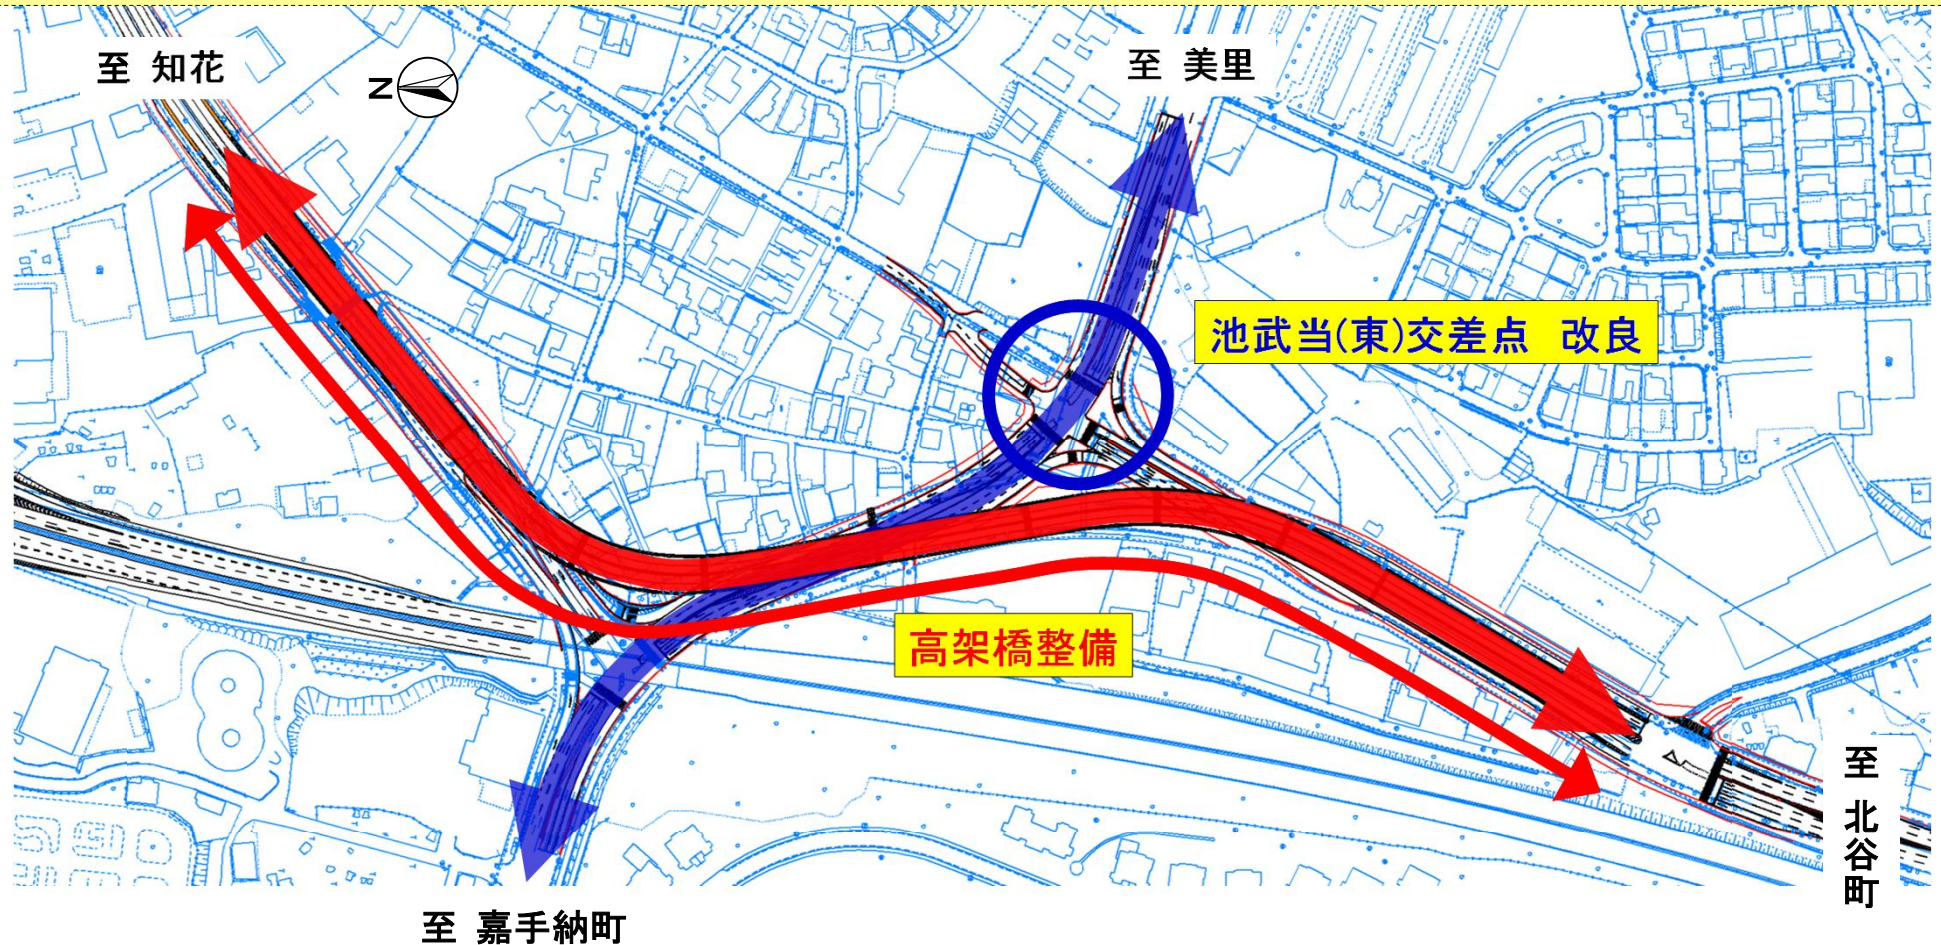 至 知花
N
至 美里
池武当(東)交差点 改良
高架橋整備
至 北谷町
至 嘉手納町